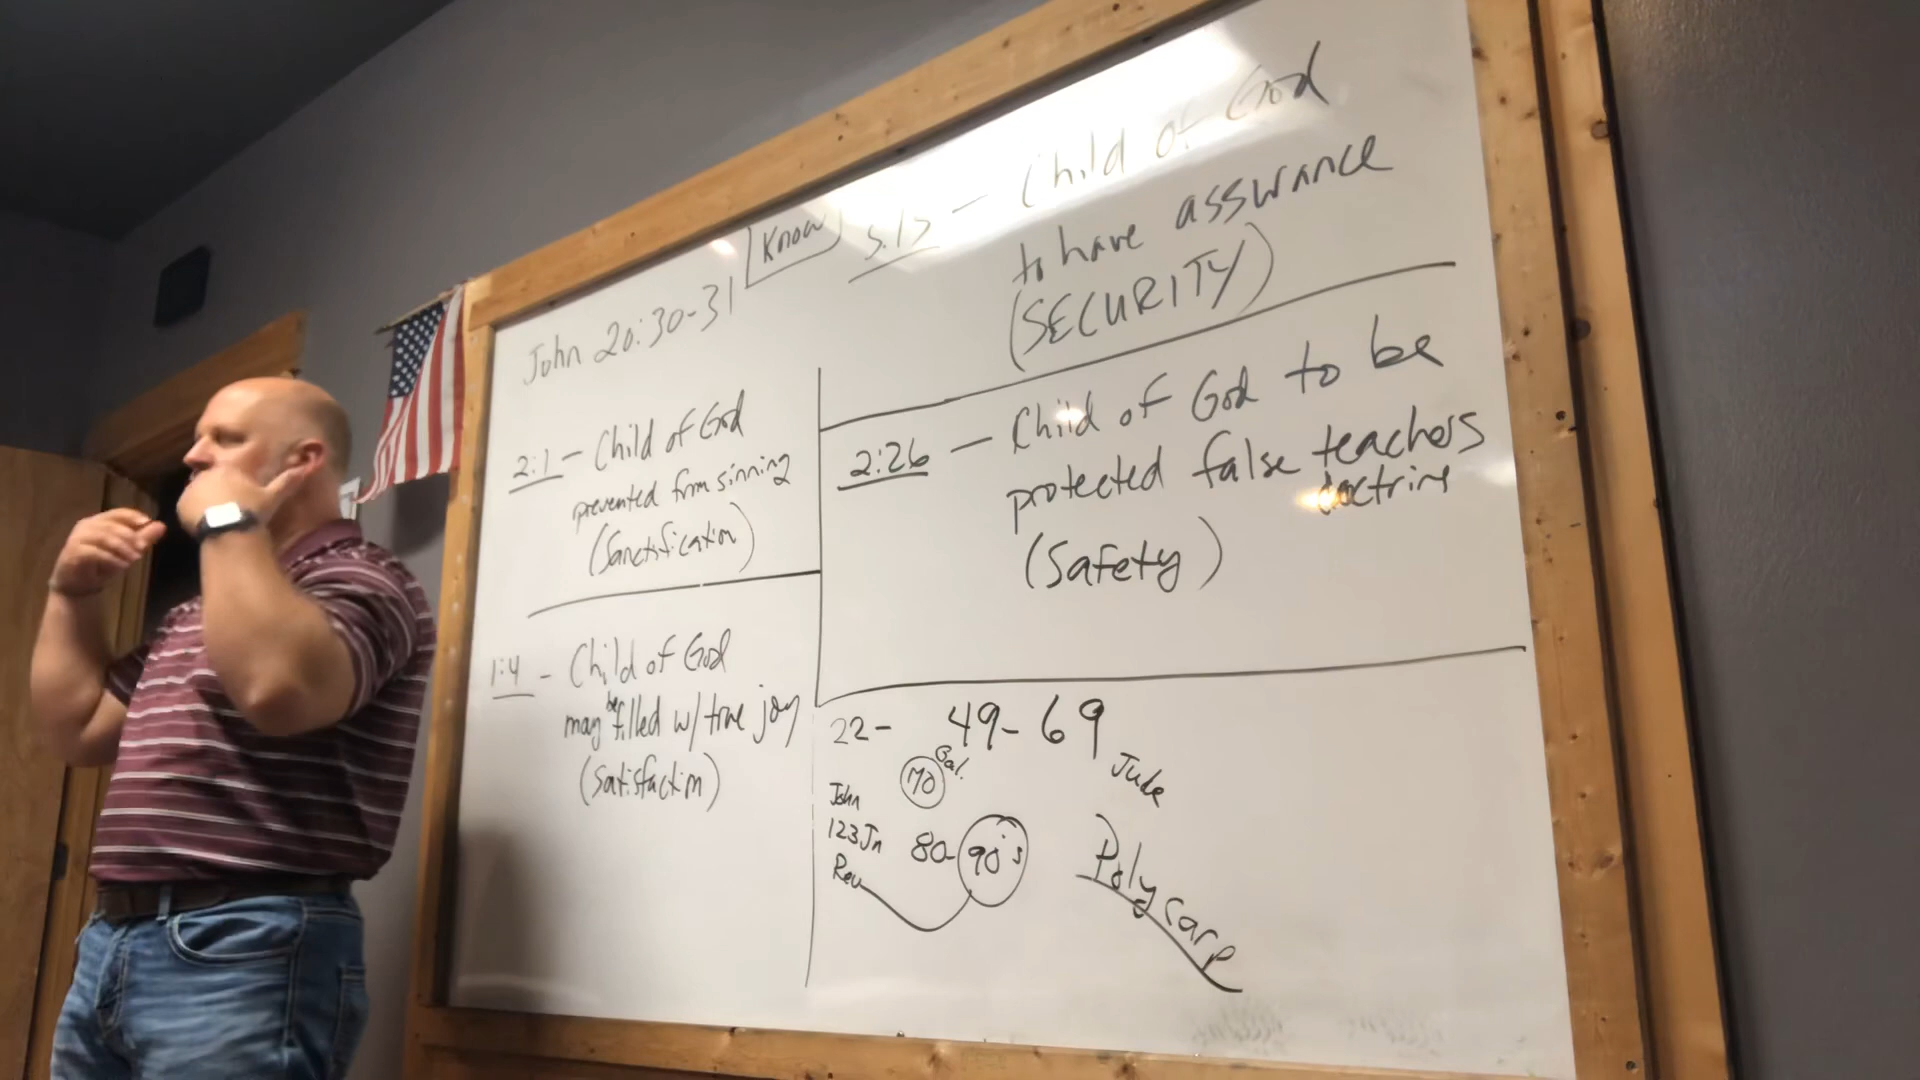 John 20:30-31
Know
5:13 - Child of God
to have assurance
(SECURITY)
2:1 - Child of God
prevented from sinning
(Sanctification)
2:26 - Child of God to be
protected false teachers
doctrine
(Safety)
1:4 - Child of God
may be filled w/ true joy
(Satisfaction)
22- 49-69
70 Gal. Jude
John
123Jn 80-90's
Rev
Polycarp